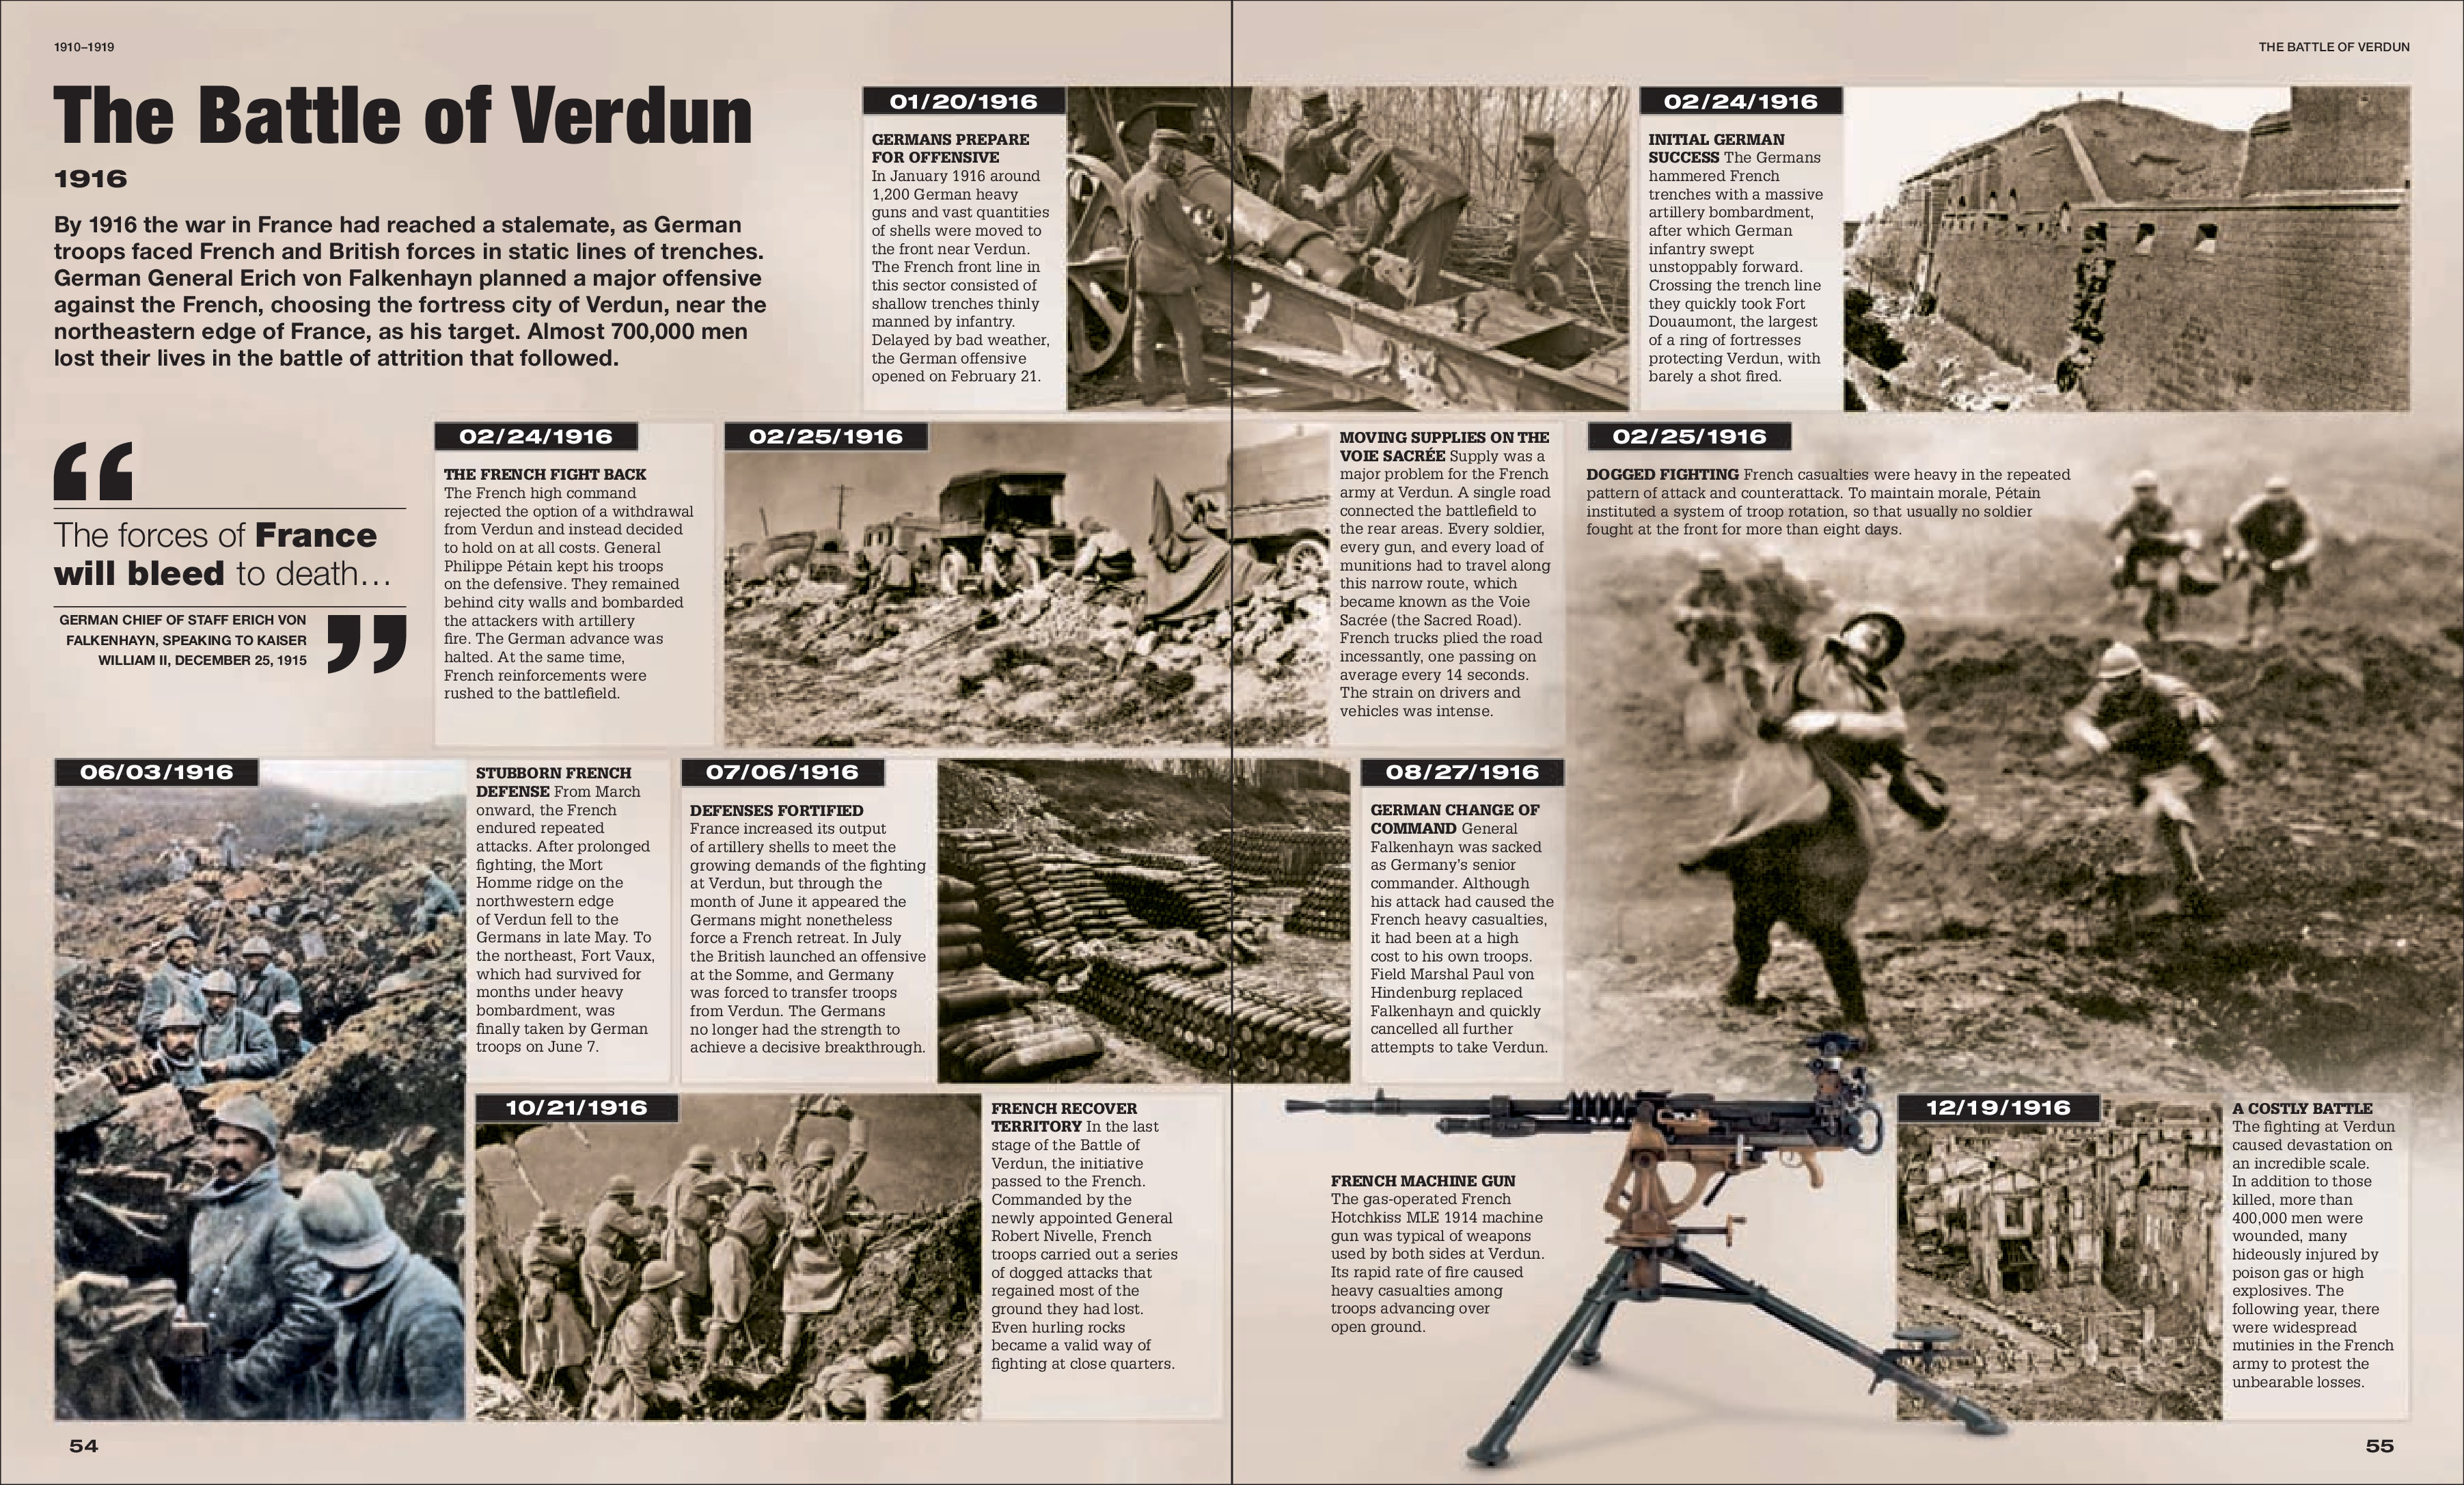 1910–1919
THE BATTLE OF VERDUN
The Battle of Verdun
1916
By 1916 the war in France had reached a stalemate, as German
troops faced French and British forces in static lines of trenches.
German General Erich von Falkenhayn planned a major offensive
against the French, choosing the fortress city of Verdun, near the
northeastern edge of France, as his target. Almost 700,000 men
lost their lives in the battle of attrition that followed.
01/20/1916
GERMANS PREPARE
FOR OFFENSIVE
In January 1916 around
1,200 German heavy
guns and vast quantities
of shells were moved to
the front near Verdun.
The French front line in
this sector consisted of
shallow trenches thinly
manned by infantry.
Delayed by bad weather,
the German offensive
opened on February 21.
02/24/1916
INITIAL GERMAN
SUCCESS The Germans
hammered French
trenches with a massive
artillery bombardment,
after which German
infantry swept
unstoppably forward.
Crossing the trench line
they quickly took Fort
Douaumont, the largest
of a ring of fortresses
protecting Verdun, with
barely a shot fired.
“
The forces of France
will bleed to death…
GERMAN CHIEF OF STAFF ERICH VON
FALKENHAYN, SPEAKING TO KAISER
WILLIAM II, DECEMBER 25, 1915
”
02/24/1916
THE FRENCH FIGHT BACK
The French high command
rejected the option of a withdrawal
from Verdun and instead decided
to hold on at all costs. General
Philippe Pétain kept his troops
on the defensive. They remained
behind city walls and bombarded
the attackers with artillery
fire. The German advance was
halted. At the same time,
French reinforcements were
rushed to the battlefield.
02/25/1916
MOVING SUPPLIES ON THE
VOIE SACRÉE Supply was a
major problem for the French
army at Verdun. A single road
connected the battlefield to
the rear areas. Every soldier,
every gun, and every load of
munitions had to travel along
this narrow route, which
became known as the Voie
Sacrée (the Sacred Road).
French trucks plied the road
incessantly, one passing on
average every 14 seconds.
The strain on drivers and
vehicles was intense.
02/25/1916
DOGGED FIGHTING French casualties were heavy in the repeated
pattern of attack and counterattack. To maintain morale, Pétain
instituted a system of troop rotation, so that usually no soldier
fought at the front for more than eight days.
06/03/1916
STUBBORN FRENCH
DEFENSE From March
onward, the French
endured repeated
attacks. After prolonged
fighting, the Mort
Homme ridge on the
northwestern edge
of Verdun fell to the
Germans in late May. To
the northeast, Fort Vaux,
which had survived for
months under heavy
bombardment, was
finally taken by German
troops on June 7.
07/06/1916
DEFENSES FORTIFIED
France increased its output
of artillery shells to meet the
growing demands of the fighting
at Verdun, but through the
month of June it appeared the
Germans might nonetheless
force a French retreat. In July
the British launched an offensive
at the Somme, and Germany
was forced to transfer troops
from Verdun. The Germans
no longer had the strength to
achieve a decisive breakthrough.
08/27/1916
GERMAN CHANGE OF
COMMAND General
Falkenhayn was sacked
as Germany’s senior
commander. Although
his attack had caused the
French heavy casualties,
it had been at a high
cost to his own troops.
Field Marshal Paul von
Hindenburg replaced
Falkenhayn and quickly
cancelled all further
attempts to take Verdun.
10/21/1916
FRENCH RECOVER
TERRITORY In the last
stage of the Battle of
Verdun, the initiative
passed to the French.
Commanded by the
newly appointed General
Robert Nivelle, French
troops carried out a series
of dogged attacks that
regained most of the
ground they had lost.
Even hurling rocks
became a valid way of
fighting at close quarters.
FRENCH MACHINE GUN
The gas-operated French
Hotchkiss MLE 1914 machine
gun was typical of weapons
used by both sides at Verdun.
Its rapid rate of fire caused
heavy casualties among
troops advancing over
open ground.
12/19/1916
A COSTLY BATTLE
The fighting at Verdun
caused devastation on
an incredible scale.
In addition to those
killed, more than
400,000 men were
wounded, many
hideously injured by
poison gas or high
explosives. The
following year, there
were widespread
mutinies in the French
army to protest the
unbearable losses.
54
55